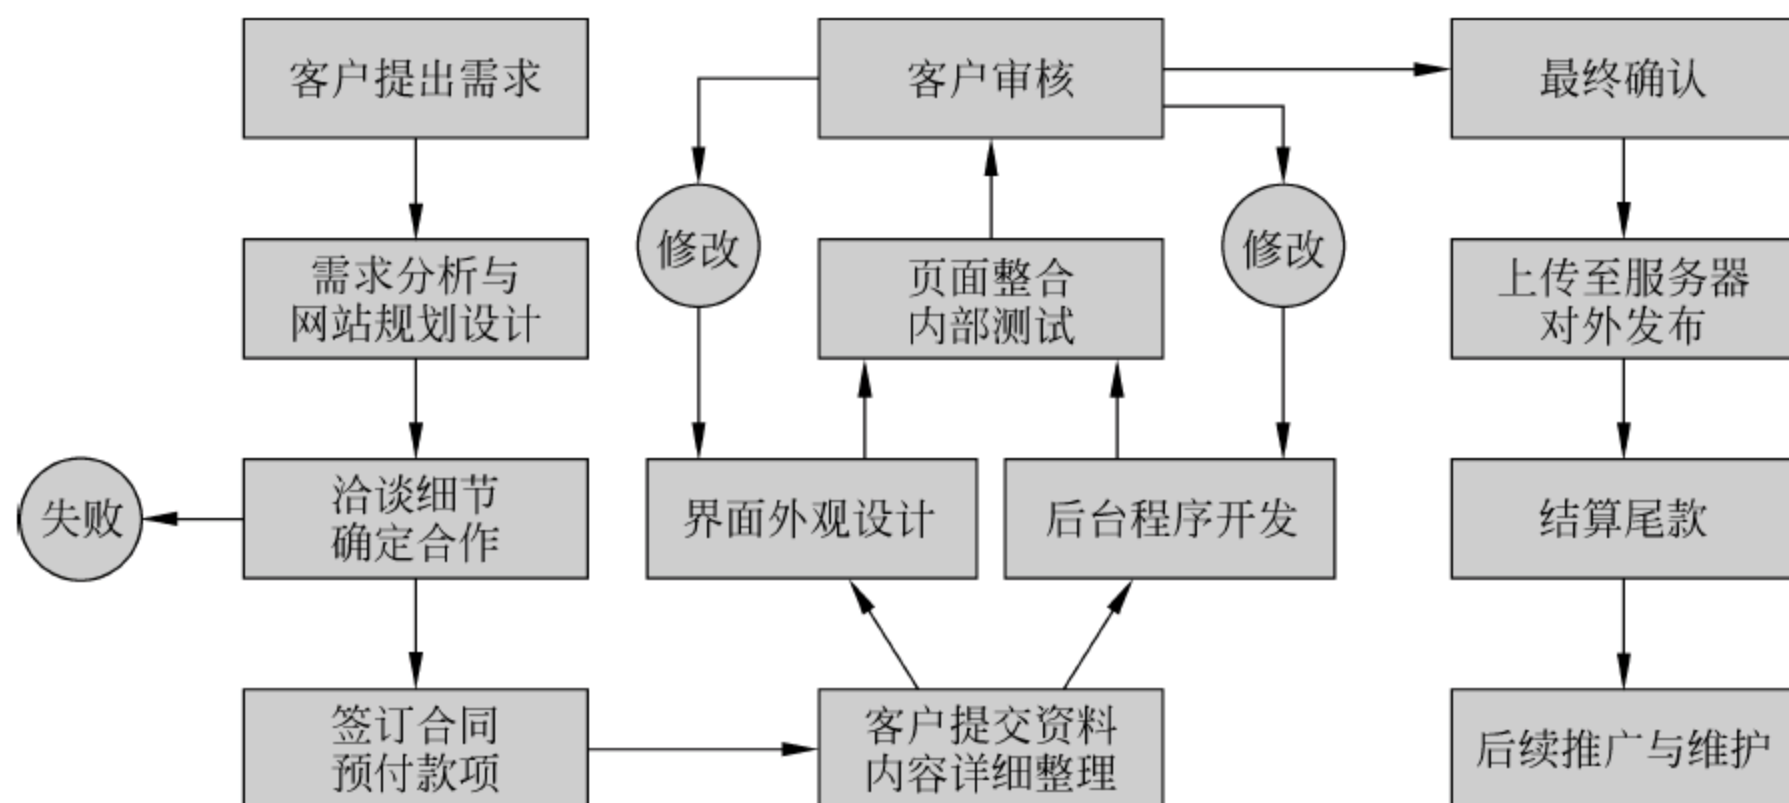 客户提出需求
需求分析与
网站规划设计
洽谈细节
确定合作
失败
签订合同
预付款项
客户提交资料
内容详细整理
界面外观设计
后台程序开发
页面整合
内部测试
客户审核
修改
修改
最终确认
上传至服务器
对外发布
结算尾款
后续推广与维护